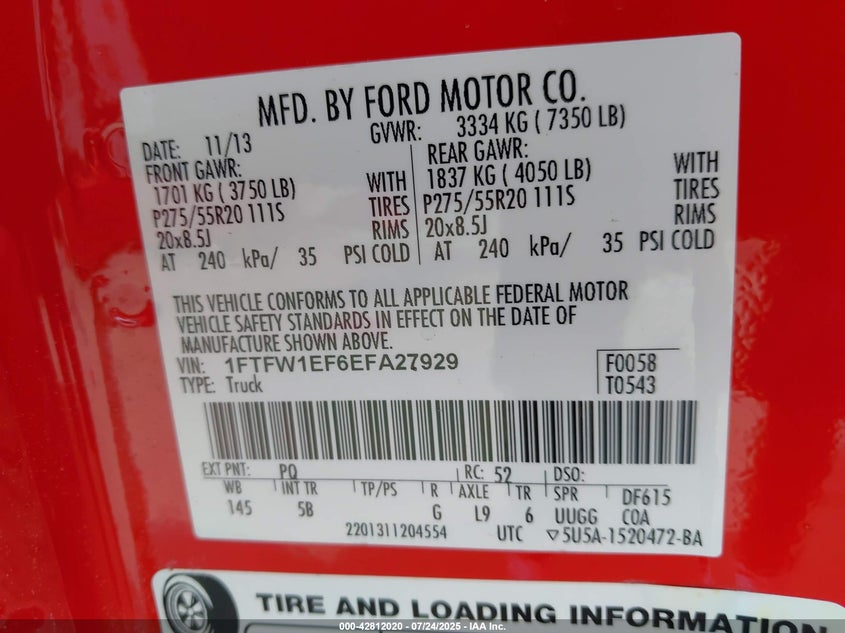 MFD. BY FORD MOTOR CO.
DATE: 11/13 GVWR: 3334 KG ( 7350 LB)
FRONT GAWR: REAR GAWR:
1701 KG ( 3750 LB) WITH 1837 KG ( 4050 LB) WITH
P275/55R20 111S TIRES P275/55R20 111S TIRES
20x8.5J RIMS 20x8.5J RIMS
AT 240 kPa/ 35 PSI COLD AT 240 kPa/ 35 PSI COLD
THIS VEHICLE CONFORMS TO ALL APPLICABLE FEDERAL MOTOR
VEHICLE SAFETY STANDARDS IN EFFECT ON THE DATE OF
MANUFACTURE SHOWN ABOVE.
VIN: 1FTFW1EF6EFA27929 F0058
TYPE: Truck T0543
EXT PNT: PQ RC: 52 DSO:
WB INT TR TP/PS R AXLE TR SPR DF615
145 5B G L9 6 UUGG COA
2201311204554 UTC ▽5U5A-1520472-BA
TIRE AND LOADING INFORMATION
000-42812020 - 07/24/2025 - IAA Inc.